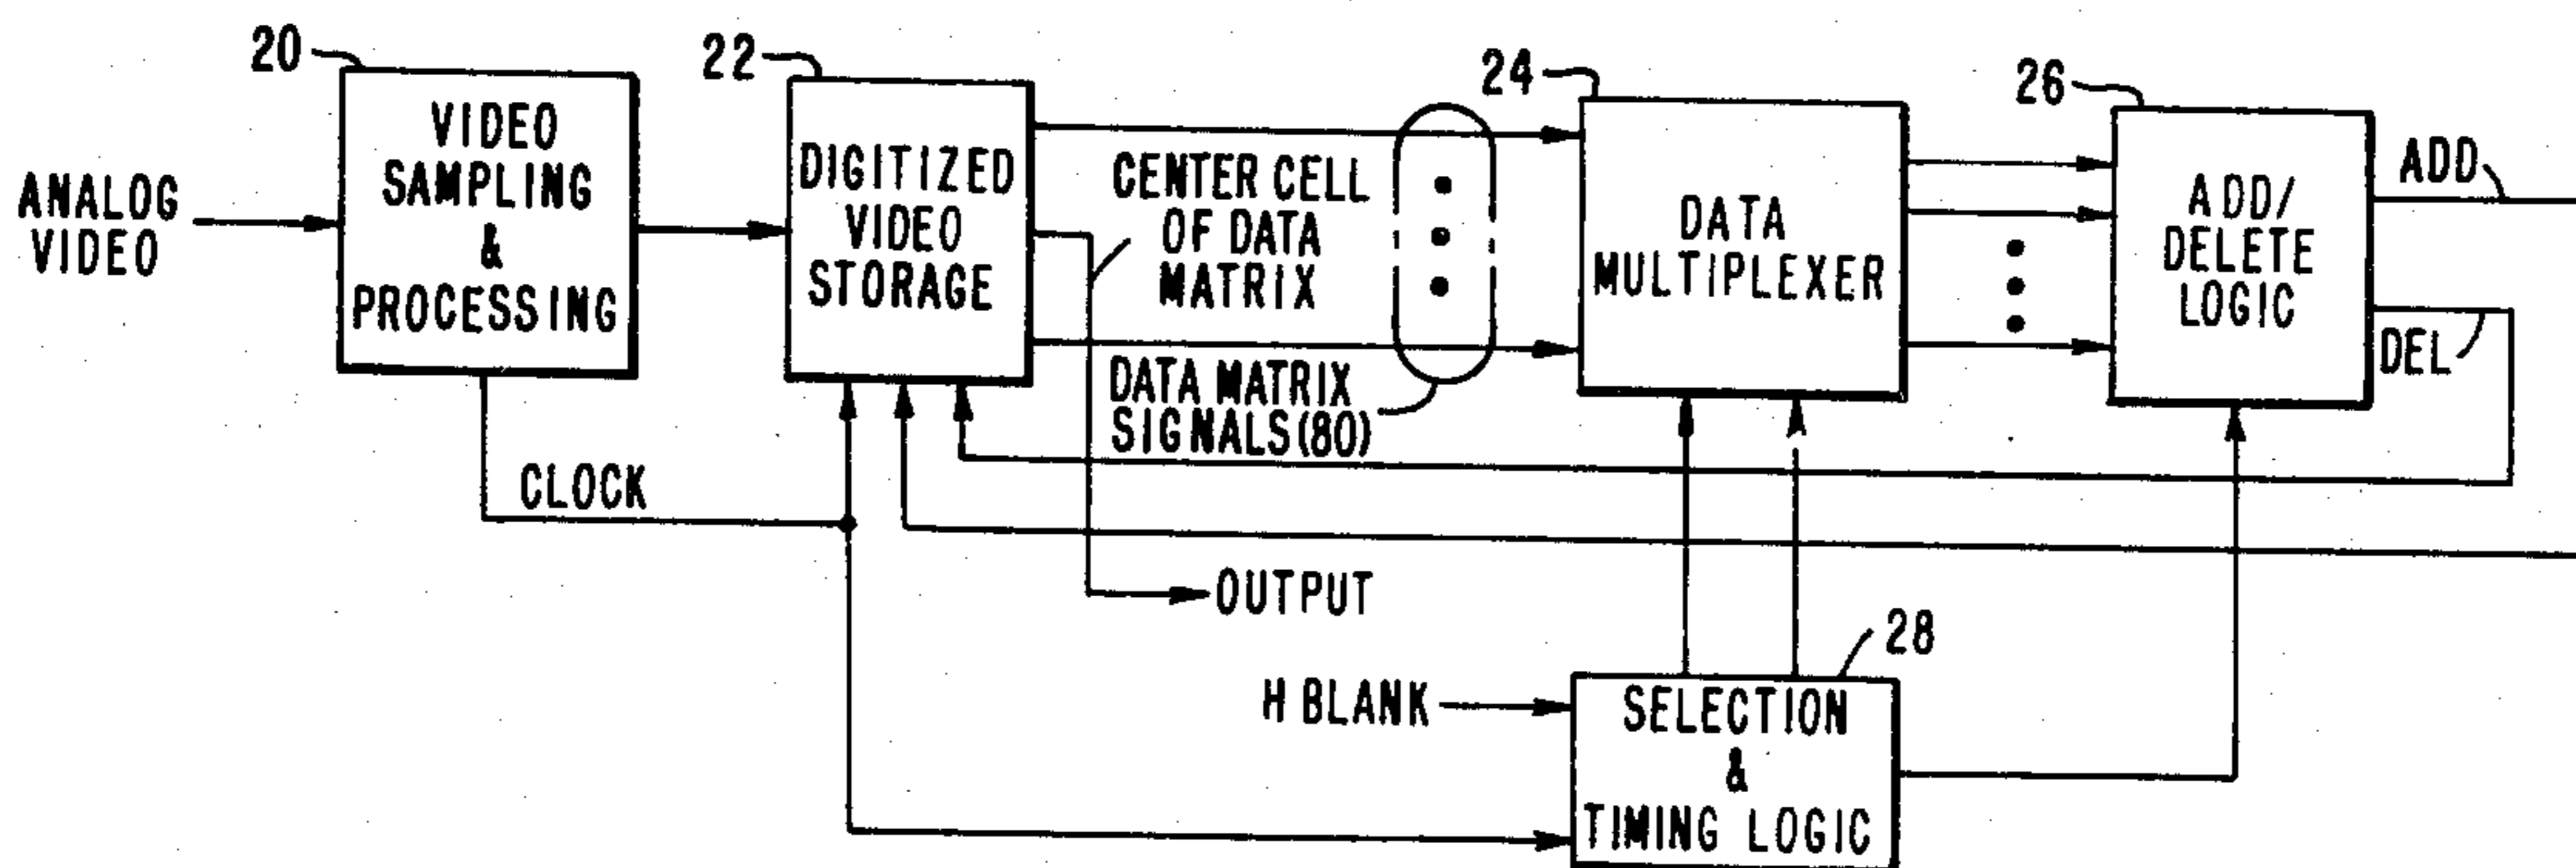 20
VIDEO
SAMPLING
&
PROCESSING
ANALOG
VIDEO
22
DIGITIZED
VIDEO
STORAGE
CENTER CELL
OF DATA
MATRIX
DATA MATRIX
SIGNALS (80)
24
DATA
MULTIPLEXER
26
ADD/
DELETE
LOGIC
ADD
DEL
CLOCK
OUTPUT
H BLANK
28
SELECTION
&
TIMING LOGIC